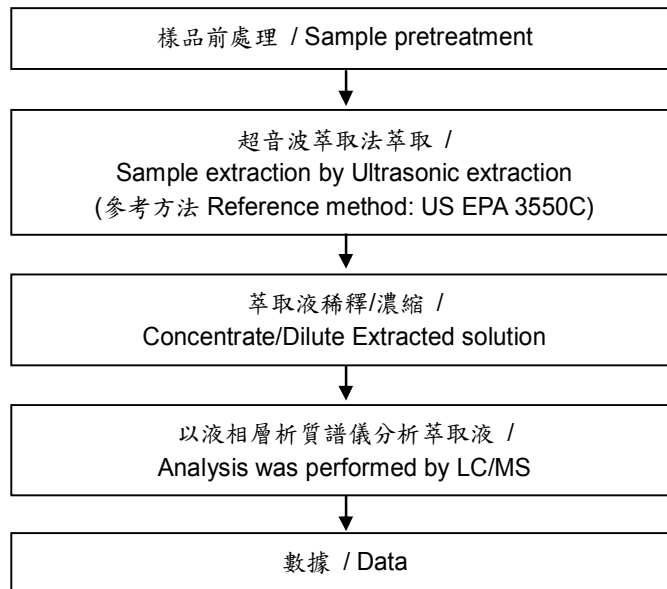 樣品前處理 / Sample pretreatment
超音波萃取法萃取 /
Sample extraction by Ultrasonic extraction
(參考方法 Reference method: US EPA 3550C)
萃取液稀釋/濃縮 /
Concentrate/Dilute Extracted solution
以液相層析質譜儀分析萃取液 /
Analysis was performed by LC/MS
數據 / Data